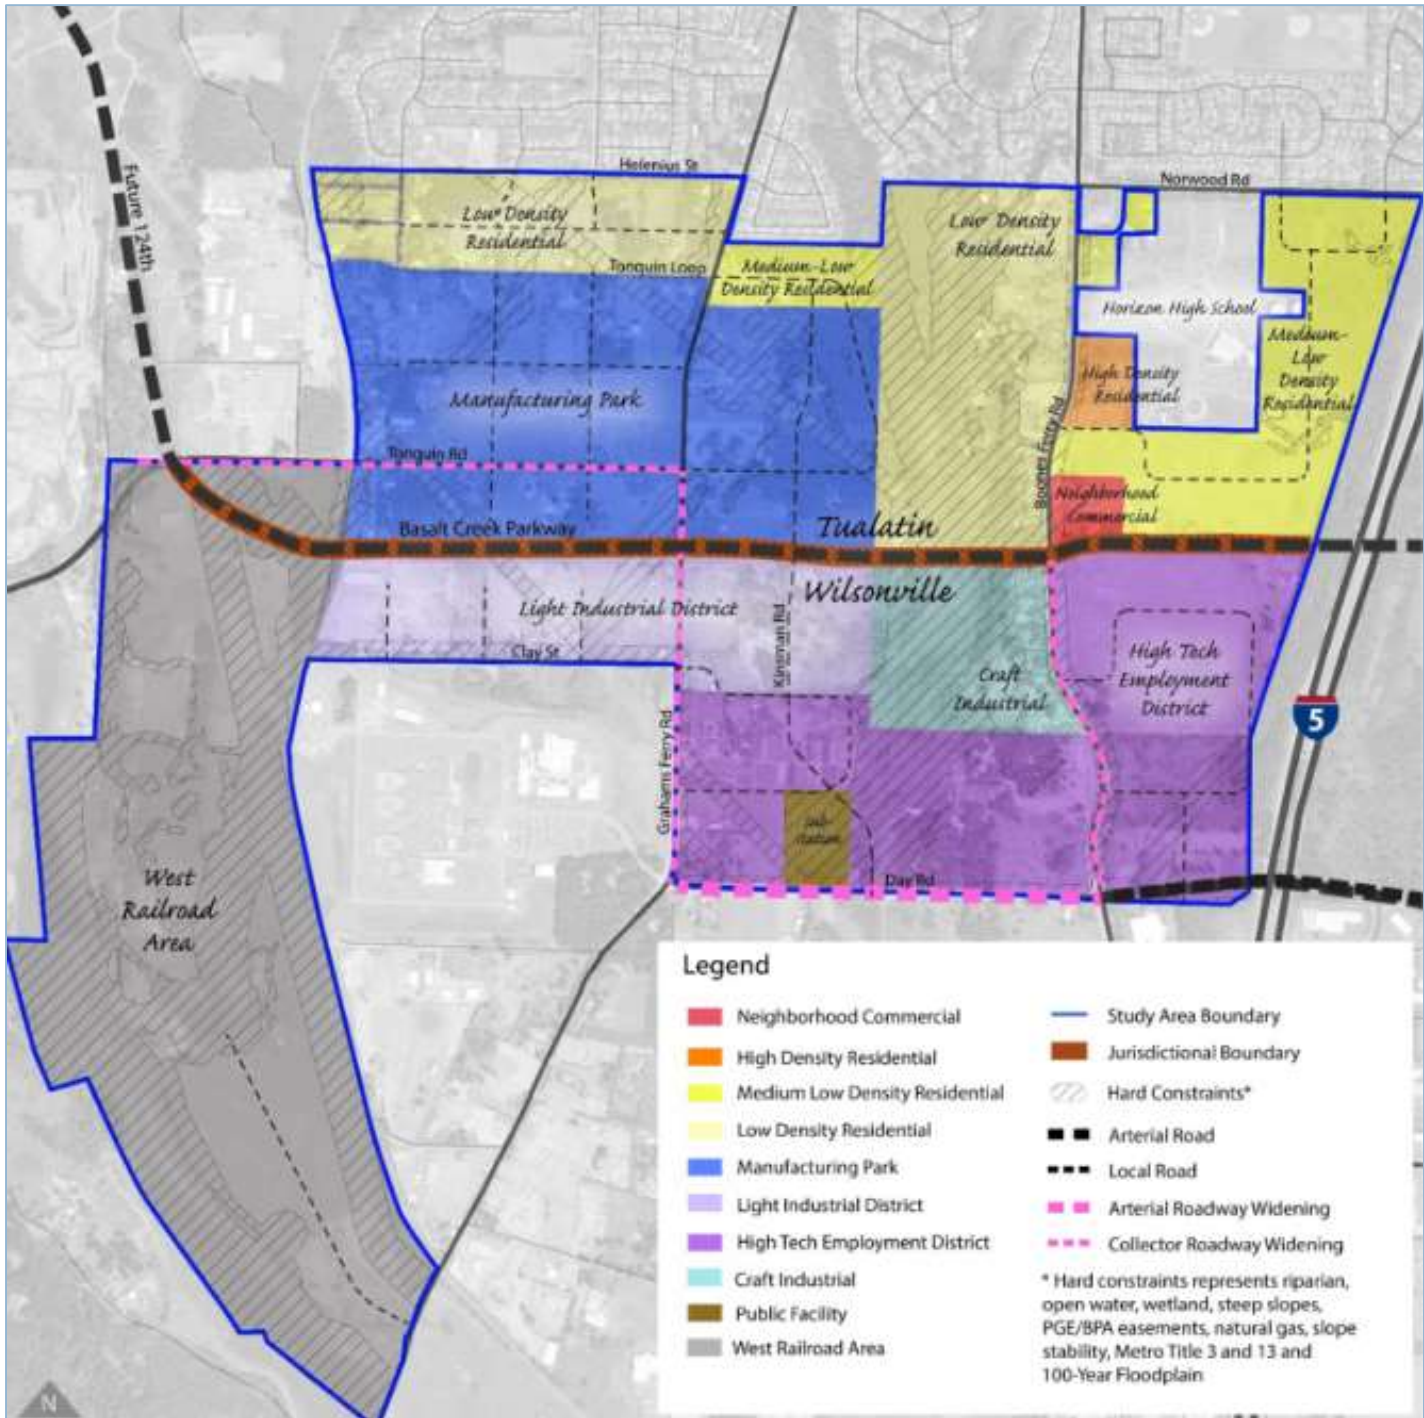 Helenius St
Norwood Rd
Future 124th
Low Density
Residential
Low Density
Residential
Tonquin Loop
Medium-Low
Density Residential
Horizon High School
Medium-
Low
Density
Residential
High Density
Residential
Manufacturing Park
Boones Ferry Rd
Tonquin Rd
Neighborhood
Commercial
Basalt Creek Parkway
Tualatin
Wilsonville
Light Industrial District
Kinsman Rd
Clay St
High Tech
Employment
District
Craft
Industrial
5
Grahams Ferry Rd
Sub-
station
Day Rd
West
Railroad
Area
Legend
Neighborhood Commercial
High Density Residential
Medium Low Density Residential
Low Density Residential
Manufacturing Park
Light Industrial District
High Tech Employment District
Craft Industrial
Public Facility
West Railroad Area
Study Area Boundary
Jurisdictional Boundary
Hard Constraints*
Arterial Road
Local Road
Arterial Roadway Widening
Collector Roadway Widening
* Hard constraints represents riparian,
open water, wetland, steep slopes,
PGE/BPA easements, natural gas, slope
stability, Metro Title 3 and 13 and
100-Year Floodplain
N